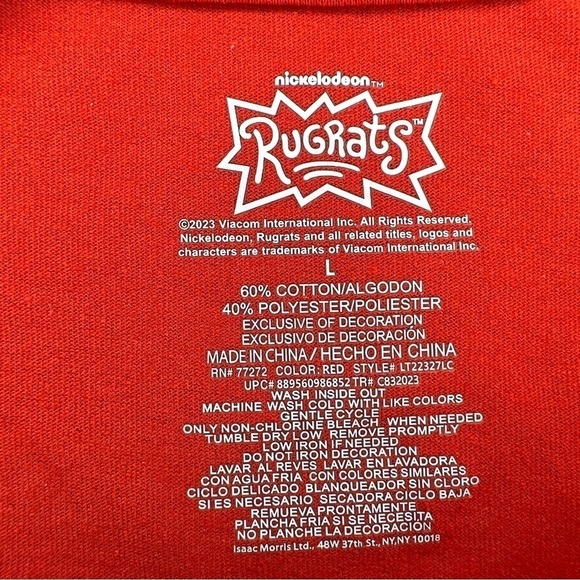 nickelodeon™
RUGRats™
©2023 Viacom International Inc. All Rights Reserved.
Nickelodeon, Rugrats and all related titles, logos and
characters are trademarks of Viacom International Inc.
L
60% COTTON/ALGODON
40% POLYESTER/POLIESTER
EXCLUSIVE OF DECORATION
EXCLUSIVO DE DECORACIÓN
MADE IN CHINA / HECHO EN CHINA
RN# 77272 COLOR: RED STYLE# LT22327LC
UPC# 889560986852 TR# C832023
WASH INSIDE OUT
MACHINE WASH COLD WITH LIKE COLORS
GENTLE CYCLE
ONLY NON-CHLORINE BLEACH WHEN NEEDED
TUMBLE DRY LOW REMOVE PROMPTLY
LOW IRON IF NEEDED
DO NOT IRON DECORATION
LAVAR AL REVES LAVAR EN LAVADORA
CON AGUA FRIA CON COLORES SIMILARES
CICLO DELICADO BLANQUEADOR SIN CLORO
SI ES NECESARIO SECADORA CICLO BAJA
REMUEVA PRONTAMENTE
PLANCHA FRIA SI SE NECESITA
NO PLANCHE LA DECORACION
Isaac Morris Ltd., 48W 37th St., NY,NY 10018